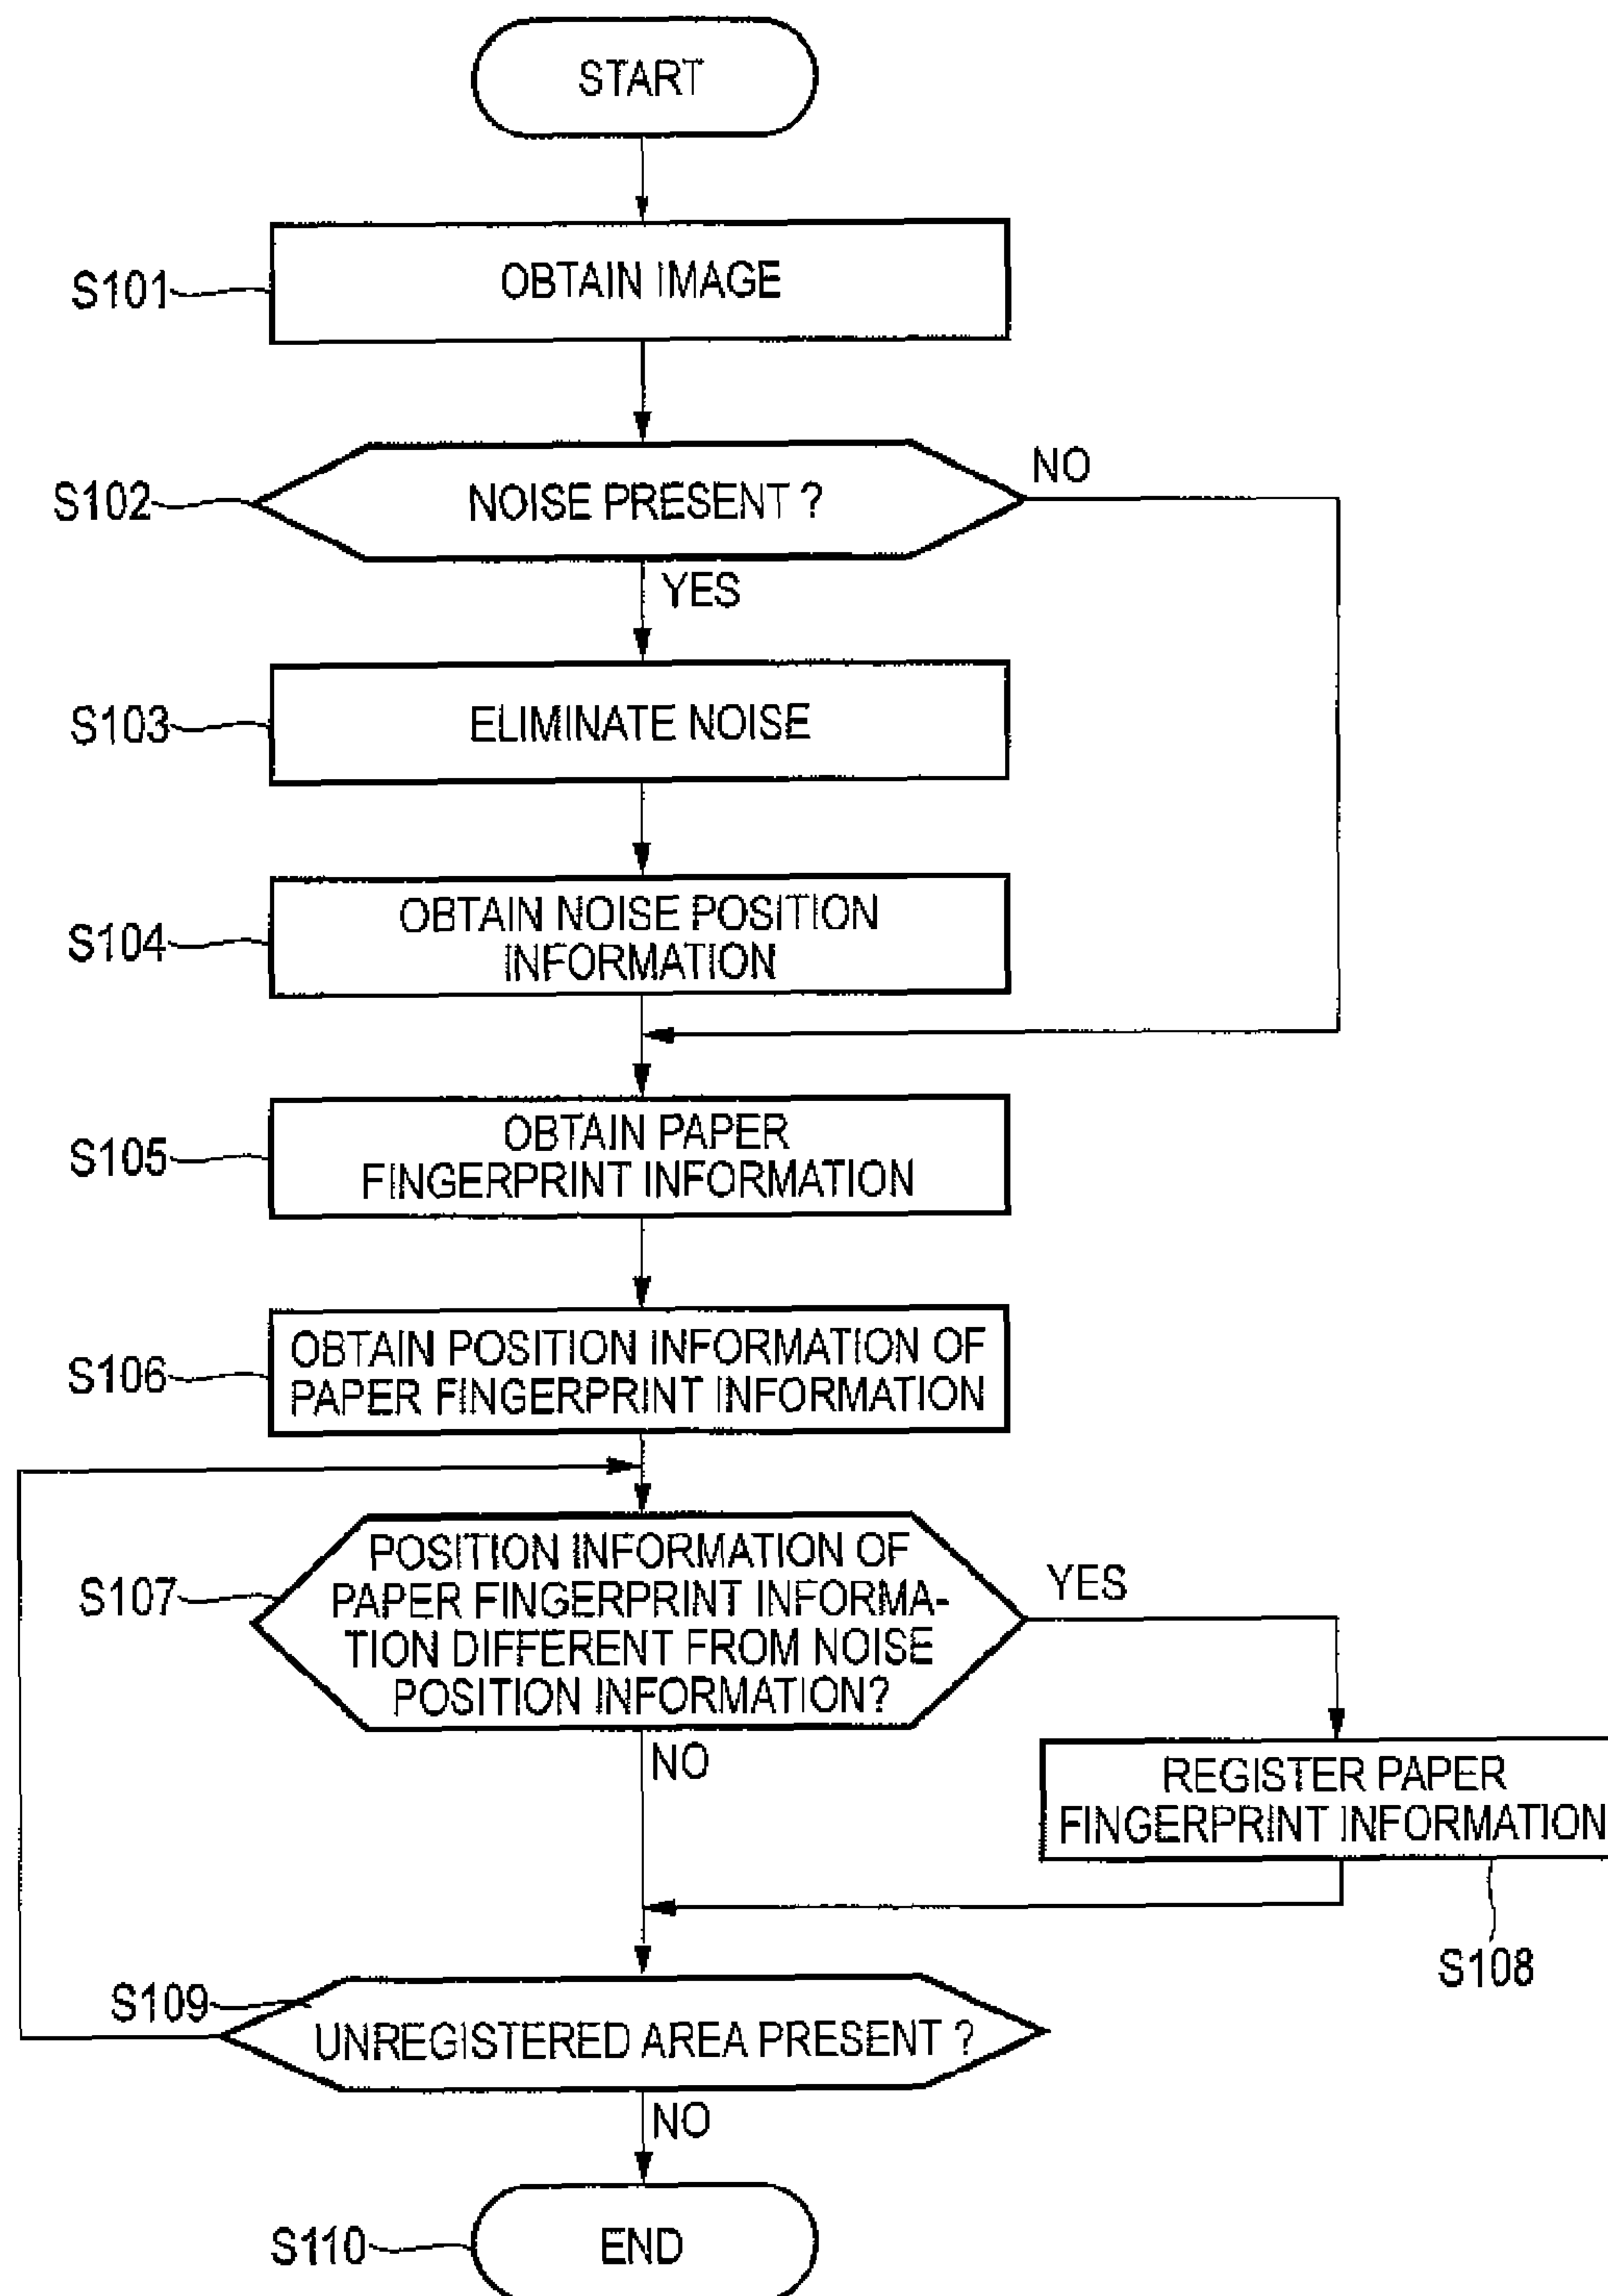 START
S101
OBTAIN IMAGE
S102
NOISE PRESENT ?
NO
YES
S103
ELIMINATE NOISE
S104
OBTAIN NOISE POSITION
INFORMATION
S105
OBTAIN PAPER
FINGERPRINT INFORMATION
S106
OBTAIN POSITION INFORMATION OF
PAPER FINGERPRINT INFORMATION
S107
POSITION INFORMATION OF
PAPER FINGERPRINT INFORMA-
TION DIFFERENT FROM NOISE
POSITION INFORMATION?
YES
NO
REGISTER PAPER
FINGERPRINT INFORMATION
S108
S109
UNREGISTERED AREA PRESENT ?
NO
S110
END